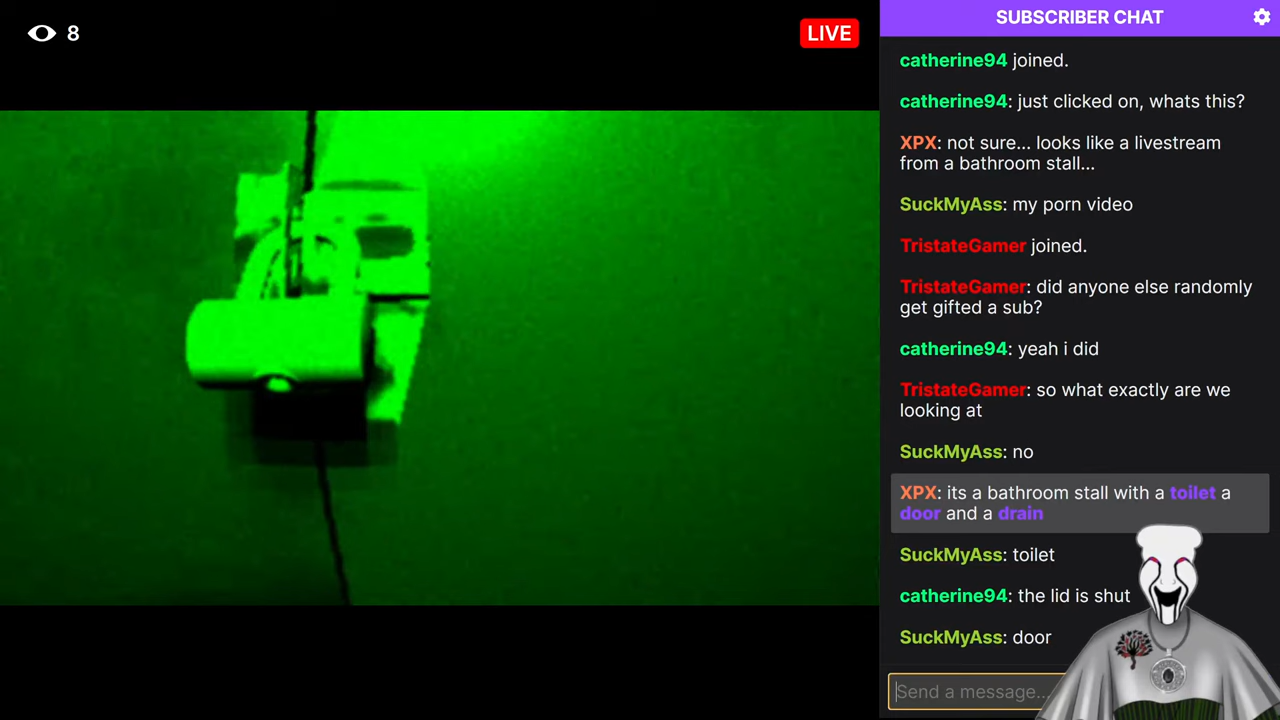 8
LIVE
SUBSCRIBER CHAT
catherine94 joined.
catherine94: just clicked on, whats this?
XPX: not sure... looks like a livestream
from a bathroom stall...
SuckMyAss: my porn video
TristateGamer joined.
TristateGamer: did anyone else randomly
get gifted a sub?
catherine94: yeah i did
TristateGamer: so what exactly are we
looking at
SuckMyAss: no
XPX: its a bathroom stall with a toilet a
door and a drain
SuckMyAss: toilet
catherine94: the lid is shut
SuckMyAss: door
Send a message...